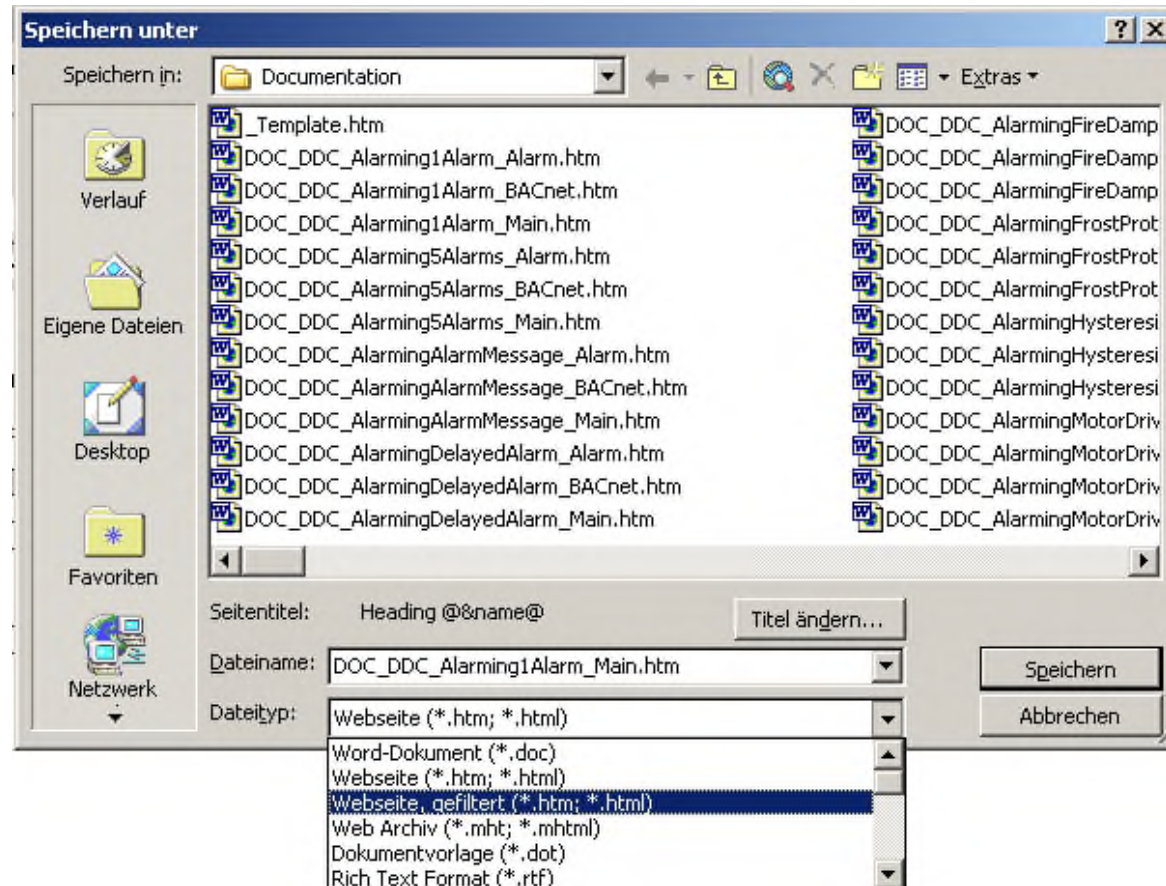 Speichern unter
Speichern in:
Documentation
Extras
Verlauf
Eigene Dateien
Desktop
Favoriten
Netzwerk
_Template.htm
DOC_DDC_Alarming1Alarm_Alarm.htm
DOC_DDC_Alarming1Alarm_BACnet.htm
DOC_DDC_Alarming1Alarm_Main.htm
DOC_DDC_Alarming5Alarms_Alarm.htm
DOC_DDC_Alarming5Alarms_BACnet.htm
DOC_DDC_Alarming5Alarms_Main.htm
DOC_DDC_AlarmingAlarmMessage_Alarm.htm
DOC_DDC_AlarmingAlarmMessage_BACnet.htm
DOC_DDC_AlarmingAlarmMessage_Main.htm
DOC_DDC_AlarmingDelayedAlarm_Alarm.htm
DOC_DDC_AlarmingDelayedAlarm_BACnet.htm
DOC_DDC_AlarmingDelayedAlarm_Main.htm
DOC_DDC_AlarmingFireDamp
DOC_DDC_AlarmingFireDamp
DOC_DDC_AlarmingFireDamp
DOC_DDC_AlarmingFrostProt
DOC_DDC_AlarmingFrostProt
DOC_DDC_AlarmingFrostProt
DOC_DDC_AlarmingHysteresi
DOC_DDC_AlarmingHysteresi
DOC_DDC_AlarmingHysteresi
DOC_DDC_AlarmingMotorDriv
DOC_DDC_AlarmingMotorDriv
DOC_DDC_AlarmingMotorDriv
DOC_DDC_AlarmingMotorDriv
Seitentitel: Heading @&name@
Titel ändern...
Dateiname: DOC_DDC_Alarming1Alarm_Main.htm
Speichern
Dateityp: Webseite (*.htm; *.html)
Abbrechen
Word-Dokument (*.doc)
Webseite (*.htm; *.html)
Webseite, gefiltert (*.htm; *.html)
Web Archiv (*.mht; *.mhtml)
Dokumentvorlage (*.dot)
Rich Text Format (*.rtf)